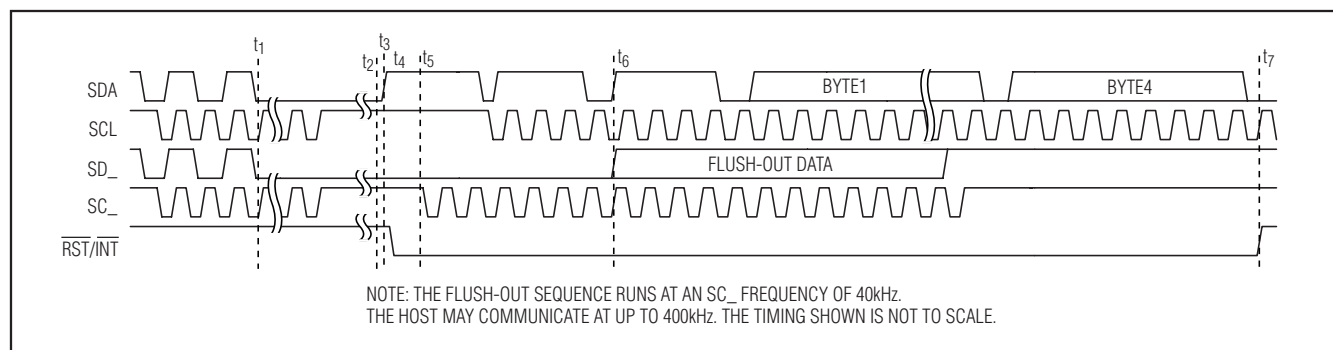 t1 t2 t3 t4 t5 t6 t7
SDA BYTE1 BYTE4
SCL
SD_ FLUSH-OUT DATA
SC_
RST/INT
NOTE: THE FLUSH-OUT SEQUENCE RUNS AT AN SC_ FREQUENCY OF 40kHz.
THE HOST MAY COMMUNICATE AT UP TO 400kHz. THE TIMING SHOWN IS NOT TO SCALE.